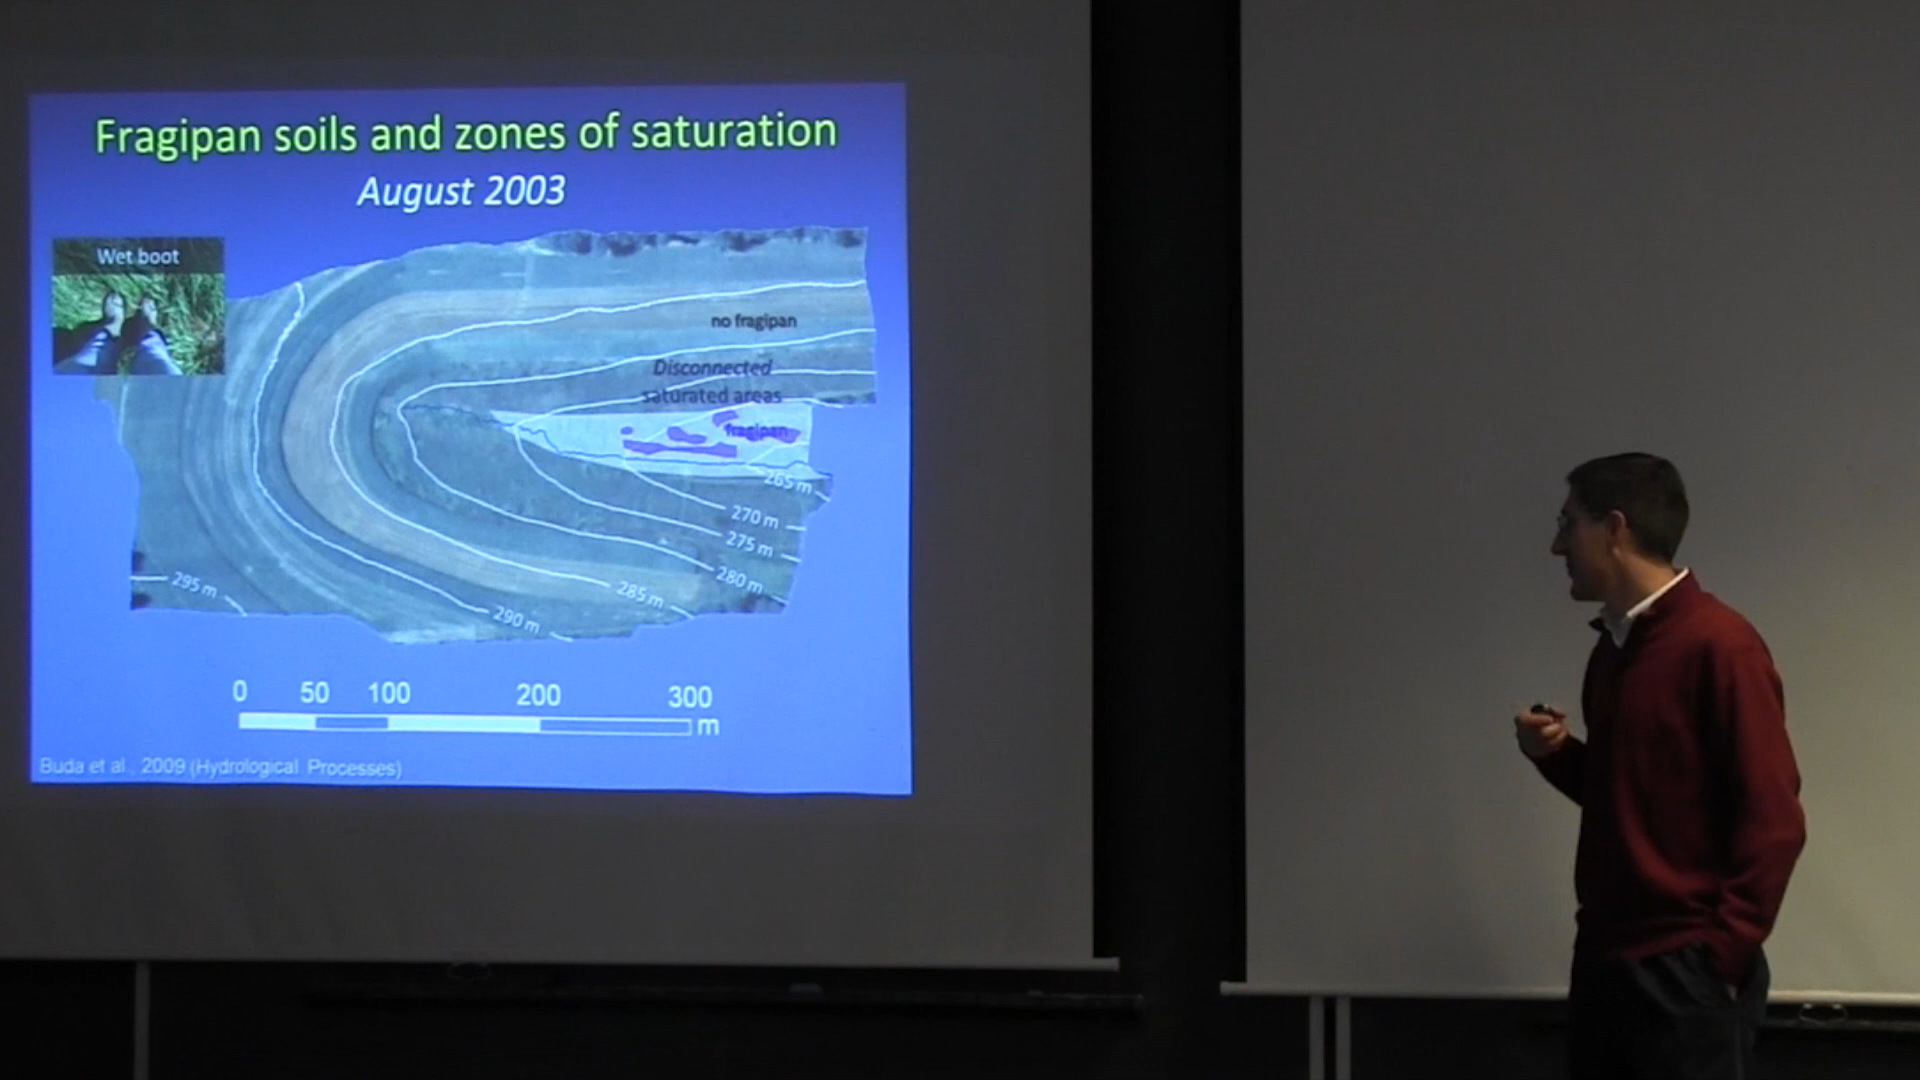 Fragipan soils and zones of saturation
August 2003
Wet boot
no fragipan
Disconnected
saturated areas
fragipan
265 m
270 m
275 m
280 m
285 m
290 m
295 m
0 50 100 200 300
m
Buda et al., 2009 (Hydrological Processes)